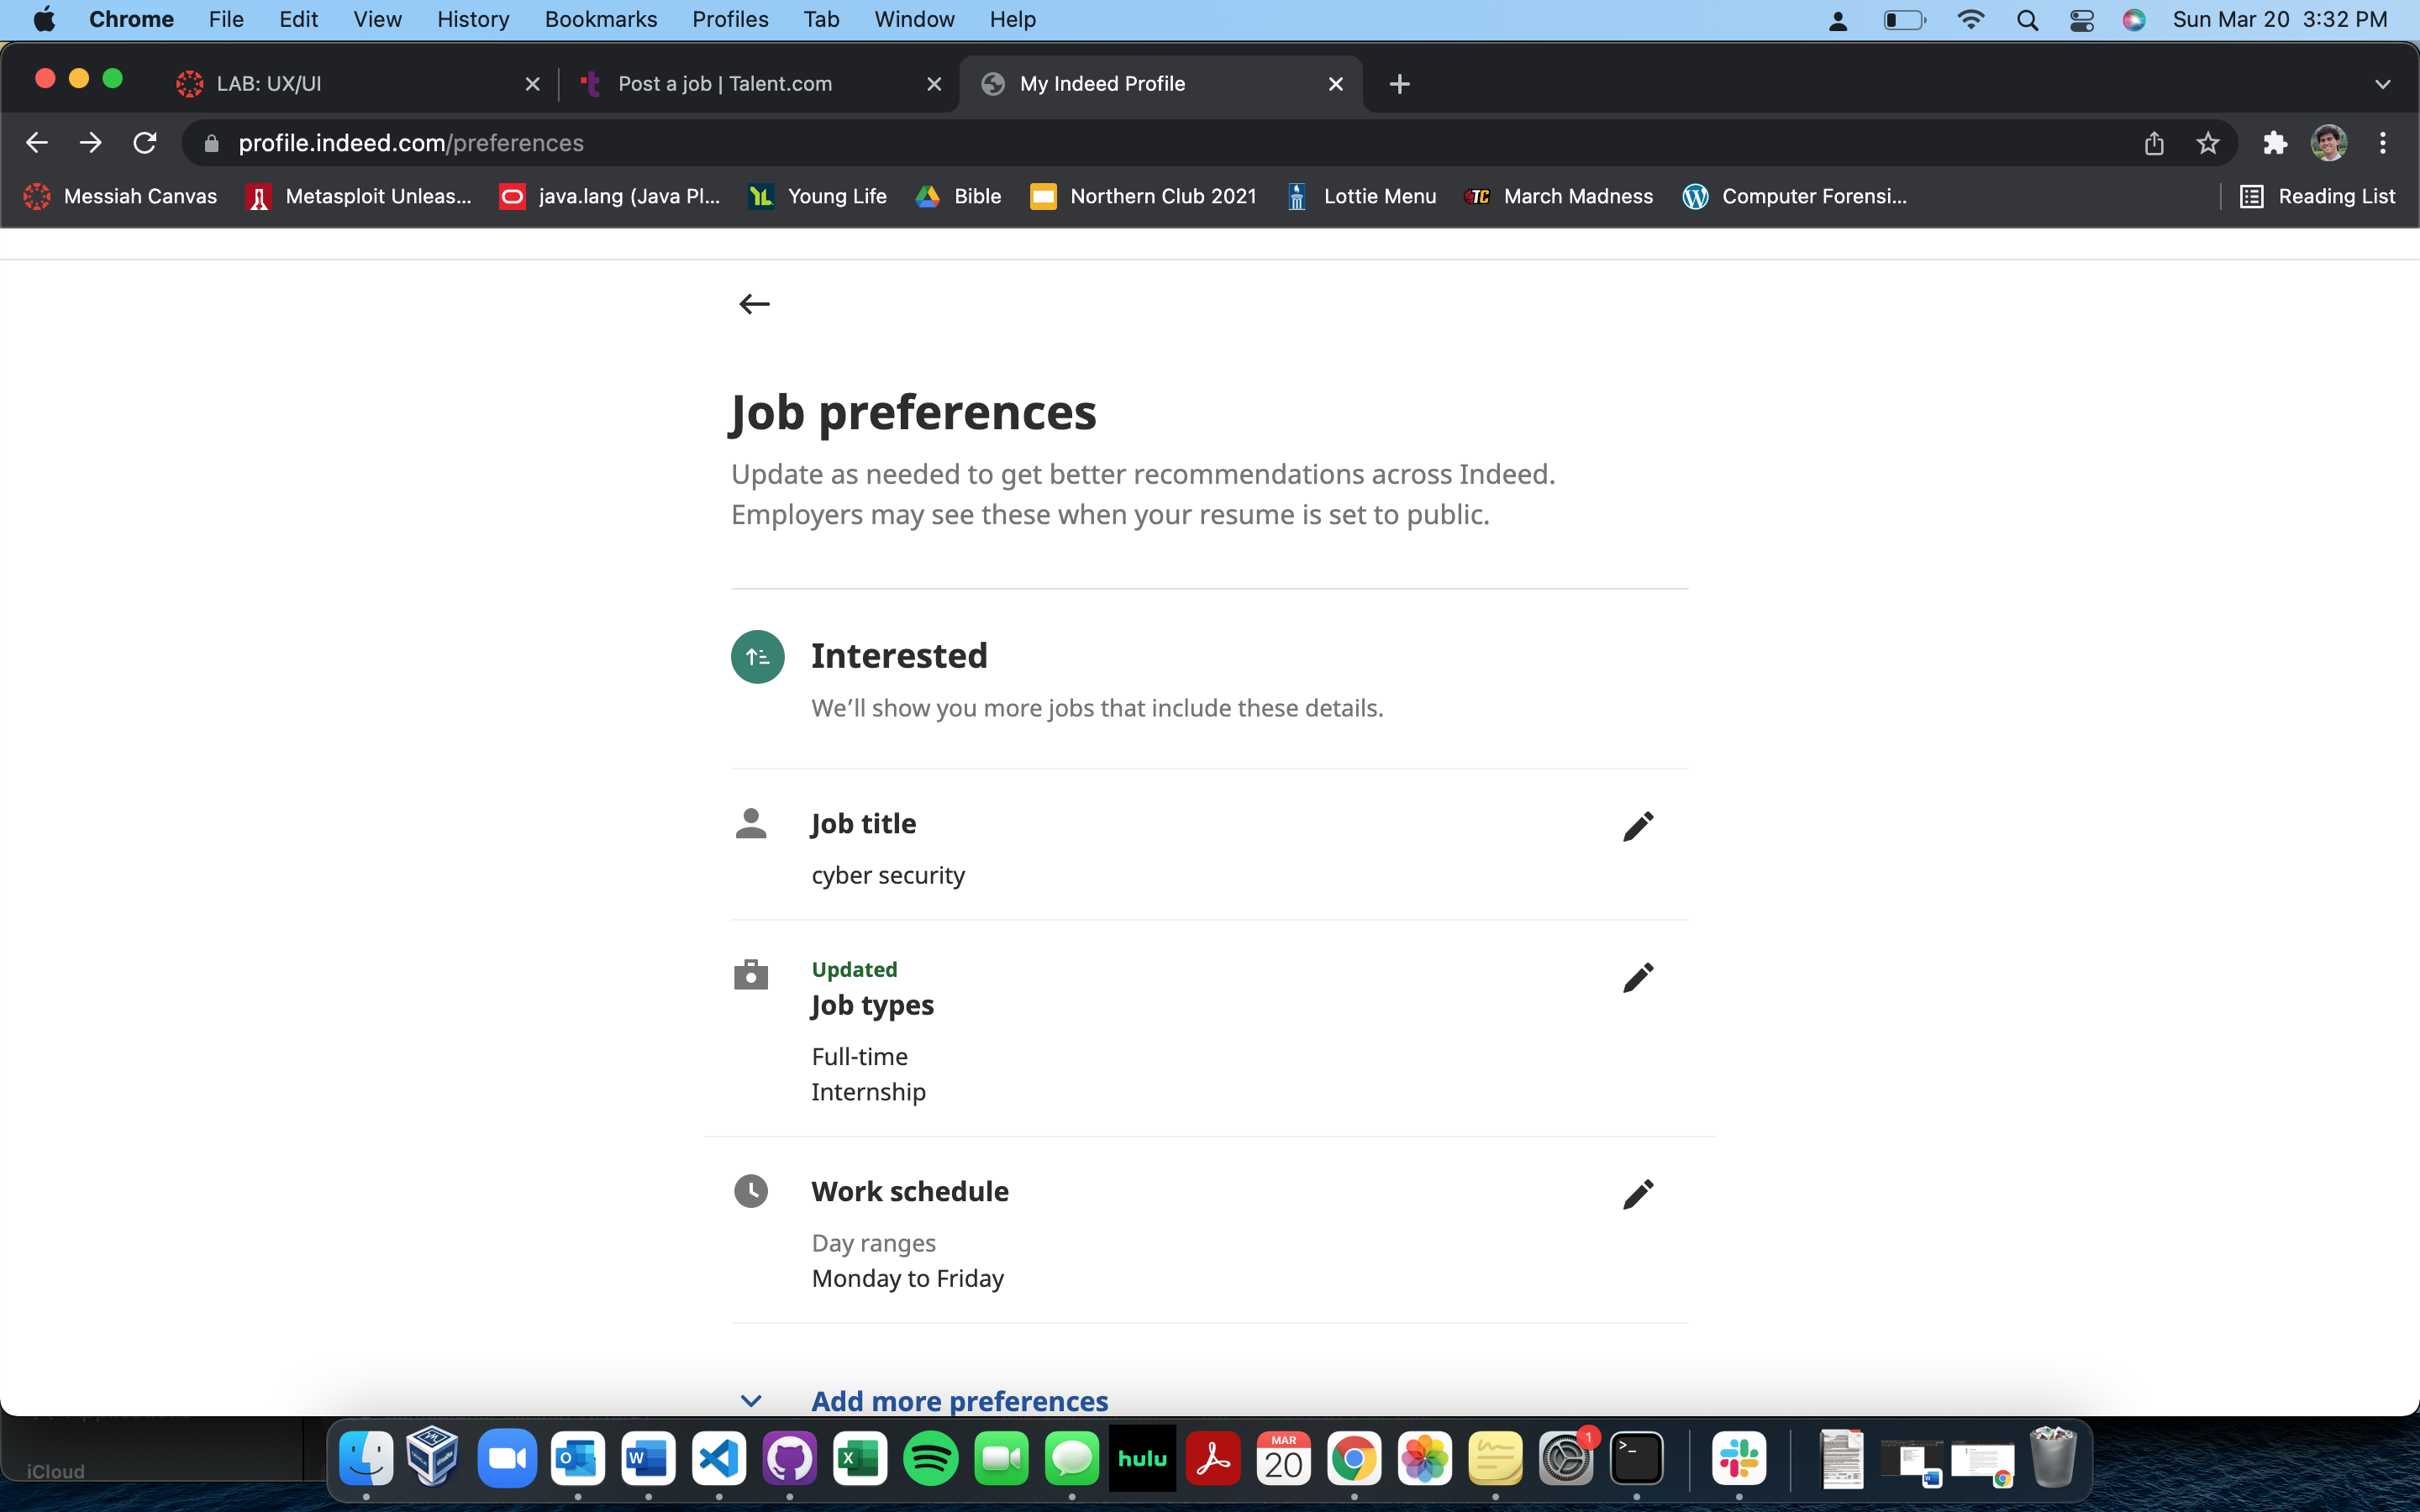 Chrome File Edit View History Bookmarks Profiles Tab Window Help Sun Mar 20 3:32 PM
LAB: UX/UI Post a job | Talent.com My Indeed Profile
profile.indeed.com/preferences
Messiah Canvas Metasploit Unleas... java.lang (Java Pl... YL Young Life Bible Northern Club 2021 Lottie Menu TC March Madness Computer Forensi... Reading List
Job preferences
Update as needed to get better recommendations across Indeed.
Employers may see these when your resume is set to public.
Interested
We’ll show you more jobs that include these details.
Job title
cyber security
Updated
Job types
Full-time
Internship
Work schedule
Day ranges
Monday to Friday
Add more preferences
iCloud
hulu
MAR
20
1